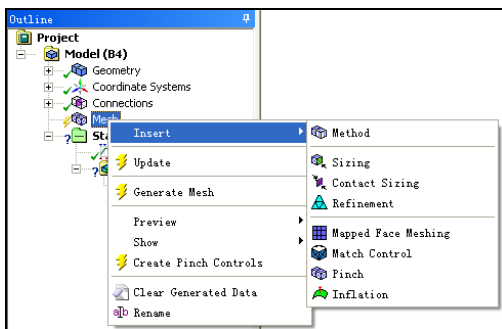 Outline
Project
Model (B4)
Geometry
Coordinate Systems
Connections
Mesh
Sta
Insert
Update
Generate Mesh
Preview
Show
Create Pinch Controls
Clear Generated Data
Rename
Method
Sizing
Contact Sizing
Refinement
Mapped Face Meshing
Match Control
Pinch
Inflation